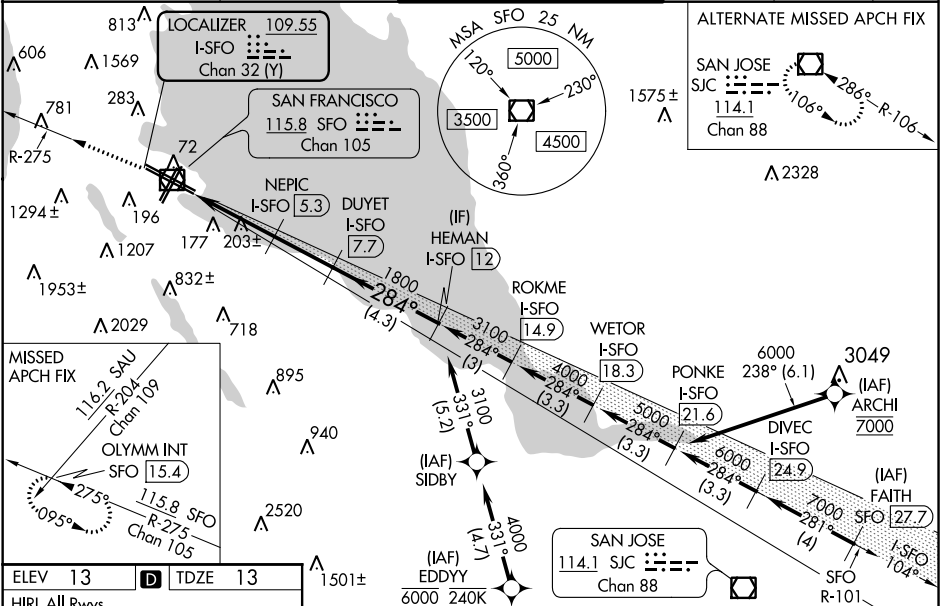 LOCALIZER 109.55
I-SFO
Chan 32 (Y)
SAN FRANCISCO
115.8 SFO
Chan 105
MSA SFO 25 NM
120°
5000
230°
3500
4500
360°
ALTERNATE MISSED APCH FIX
SAN JOSE
SJC
114.1
Chan 88
286°
R-106
106°
813
606
1569
283
781
R-275
72
1294±
196
177
203±
1207
1953±
832±
2029
718
895
940
2520
1501±
1575±
2328
3049
NEPIC
I-SFO 5.3
DUYET
I-SFO
7.7
(IF)
HEMAN
I-SFO 12
ROKME
I-SFO
14.9
WETOR
I-SFO
18.3
PONKE
I-SFO
21.6
DIVEC
I-SFO
24.9
6000
238° (6.1)
(IAF)
ARCHI
7000
(IAF)
FAITH
SFO 27.7
I-SFO
104°
SFO
R-101
1800
284°
(4.3)
3100
284°
(3)
4000
284°
(3.3)
5000
284°
(3.3)
6000
284°
(3.3)
7000
281°
(4)
3100
331°
(5.2)
(IAF)
SIDBY
4000
331°
(4.7)
(IAF)
EDDYY
6000 240K
SAN JOSE
114.1 SJC
Chan 88
MISSED
APCH FIX
116.2 SAU
R-204
Chan 109
OLYMM INT
SFO 15.4
275°
095°
115.8 SFO
R-275
Chan 105
ELEV 13 D TDZE 13
HIRL All Rwys